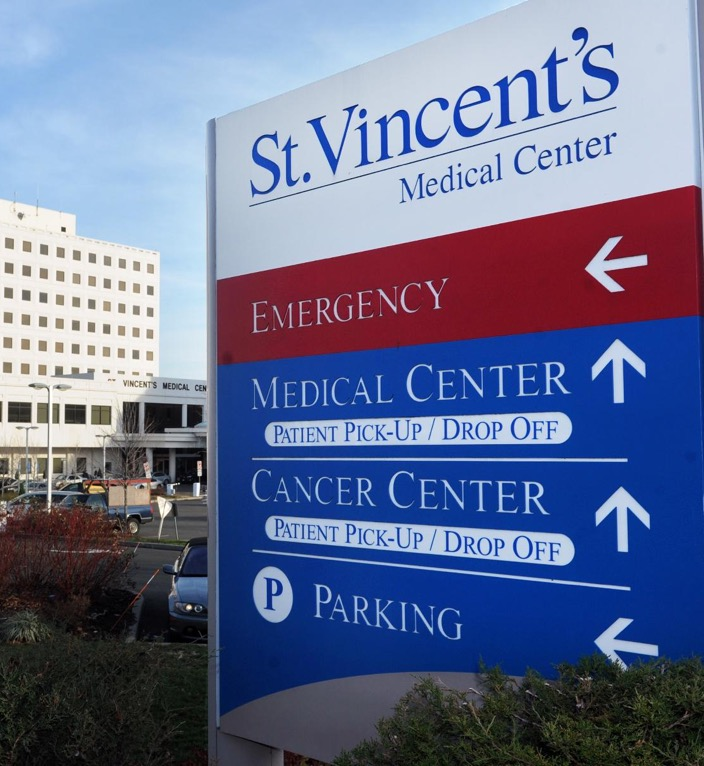 St. Vincent's
Medical Center
EMERGENCY
MEDICAL CENTER
PATIENT PICK-UP / DROP OFF
CANCER CENTER
PATIENT PICK-UP / DROP OFF
P PARKING
VINCENT'S MEDICAL CEN